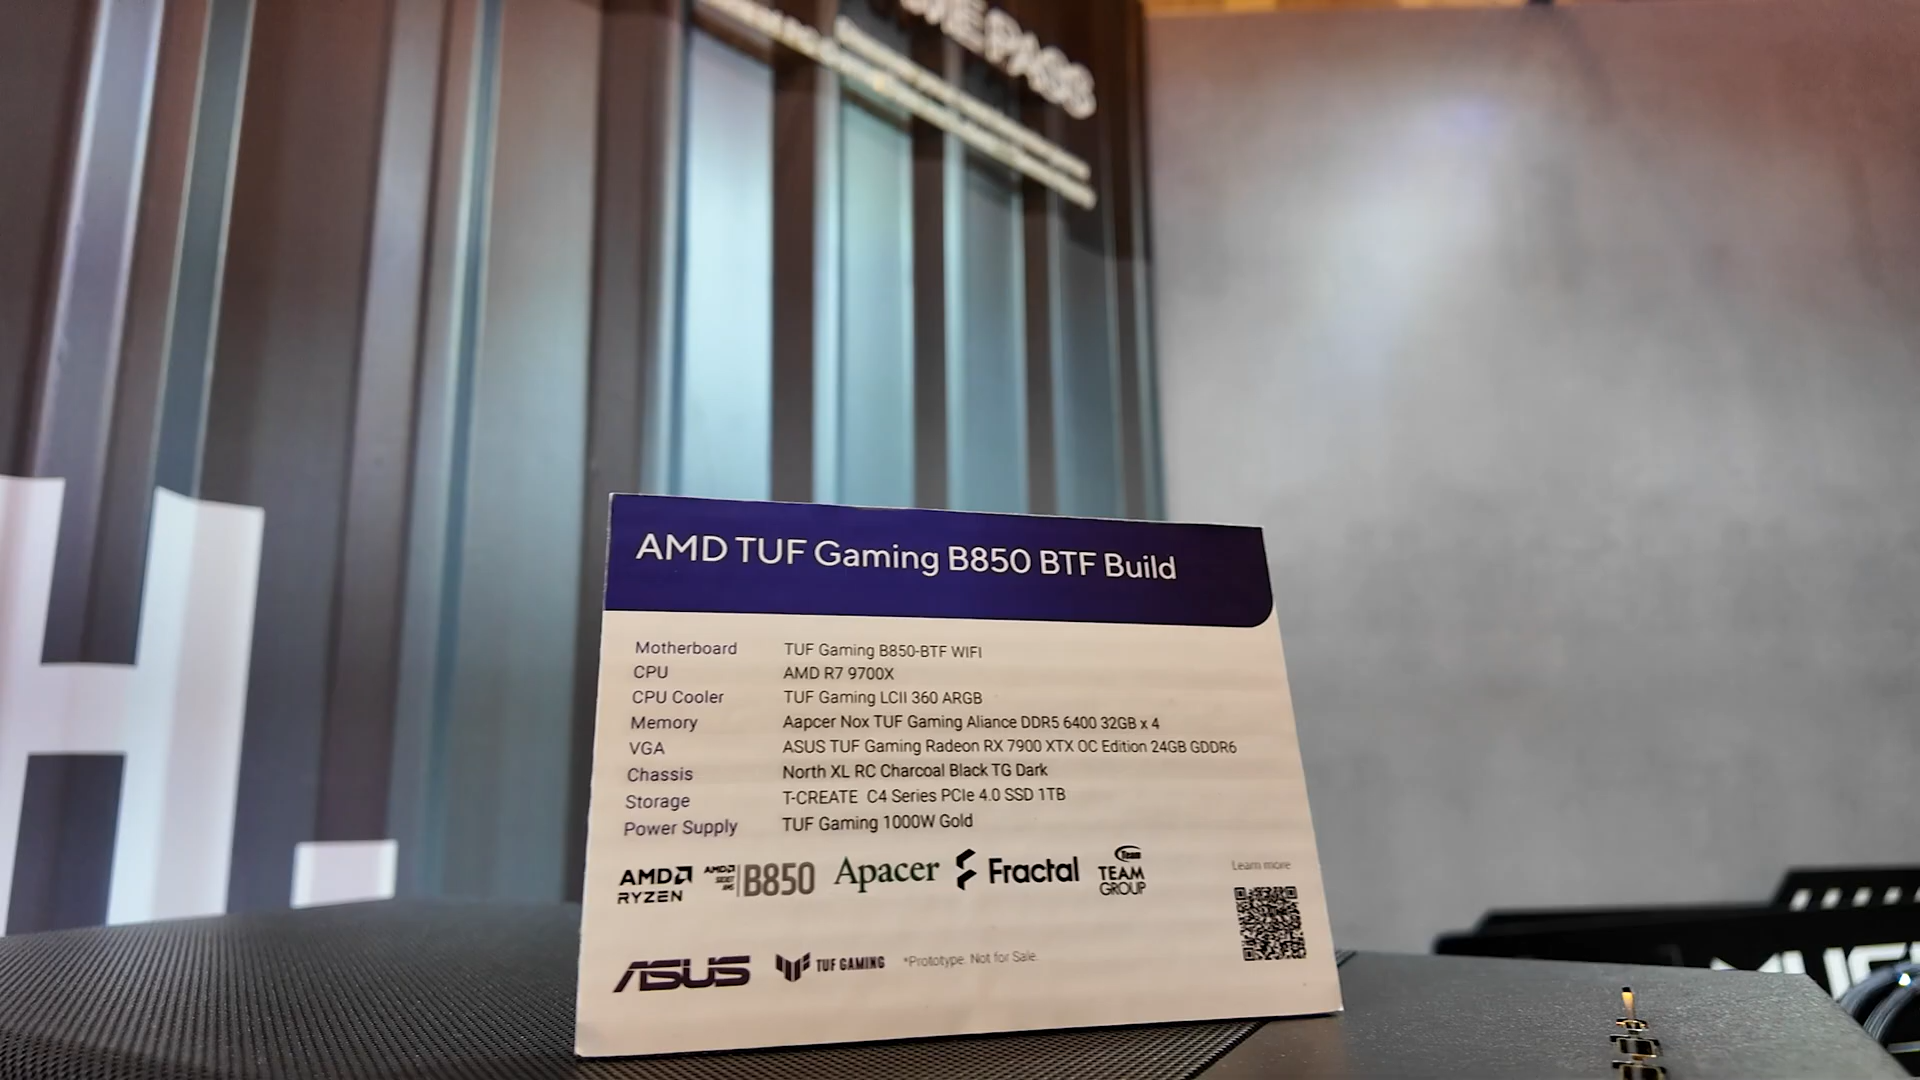 H.
AMD TUF Gaming B850 BTF Build
Motherboard TUF Gaming B850-BTF WIFI
CPU AMD R7 9700X
CPU Cooler TUF Gaming LCII 360 ARGB
Memory Aapcer Nox TUF Gaming Aliance DDR5 6400 32GB x 4
VGA ASUS TUF Gaming Radeon RX 7900 XTX OC Edition 24GB GDDR6
Chassis North XL RC Charcoal Black TG Dark
Storage T-CREATE C4 Series PCIe 4.0 SSD 1TB
Power Supply TUF Gaming 1000W Gold
AMD RYZEN
AMD B850
Apacer
Fractal
Team TEAM GROUP
Learn more
ASUS
TUF GAMING
*Prototype. Not for Sale.